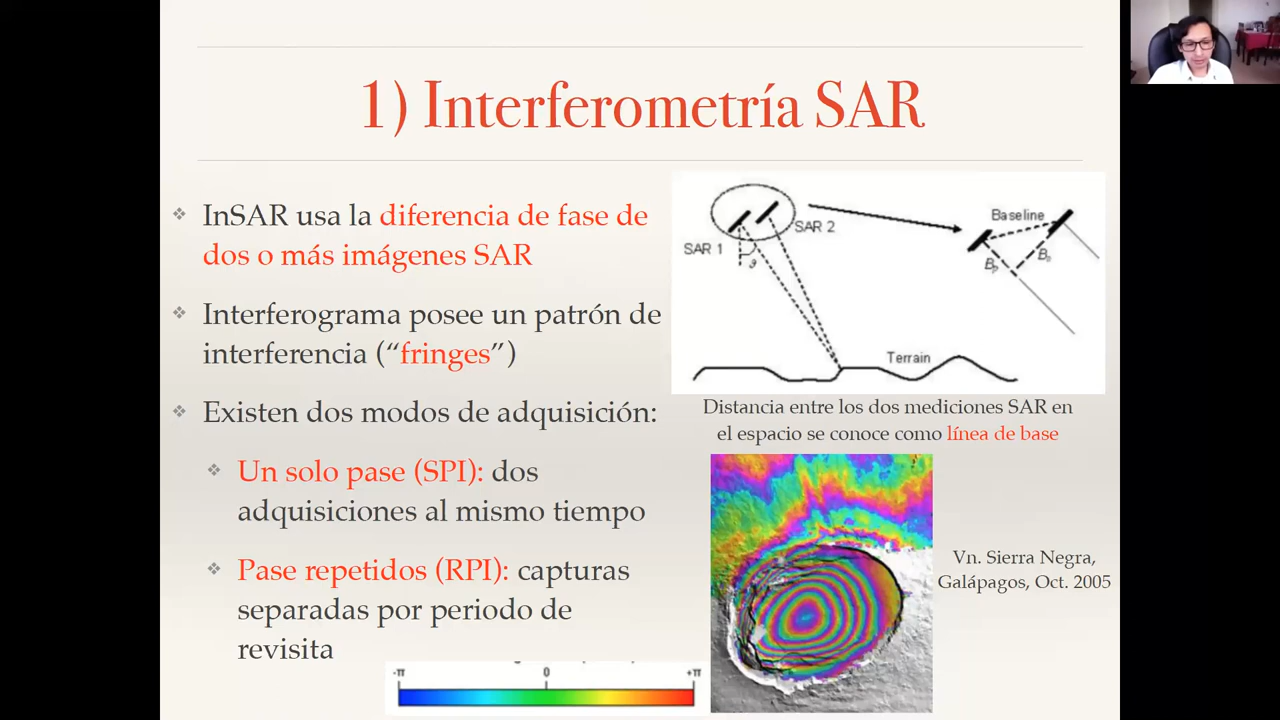 1) Interferometría SAR
InSAR usa la diferencia de fase de
dos o más imágenes SAR
Interferograma posee un patrón de
interferencia (“fringes”)
Existen dos modos de adquisición:
Un solo pase (SPI): dos
adquisiciones al mismo tiempo
Pase repetidos (RPI): capturas
separadas por periodo de
revisita
-π 0 +π
SAR 1
SAR 2
ϑ
Baseline
Bp
Terrain
Distancia entre los dos mediciones SAR en
el espacio se conoce como línea de base
Vn. Sierra Negra,
Galápagos, Oct. 2005